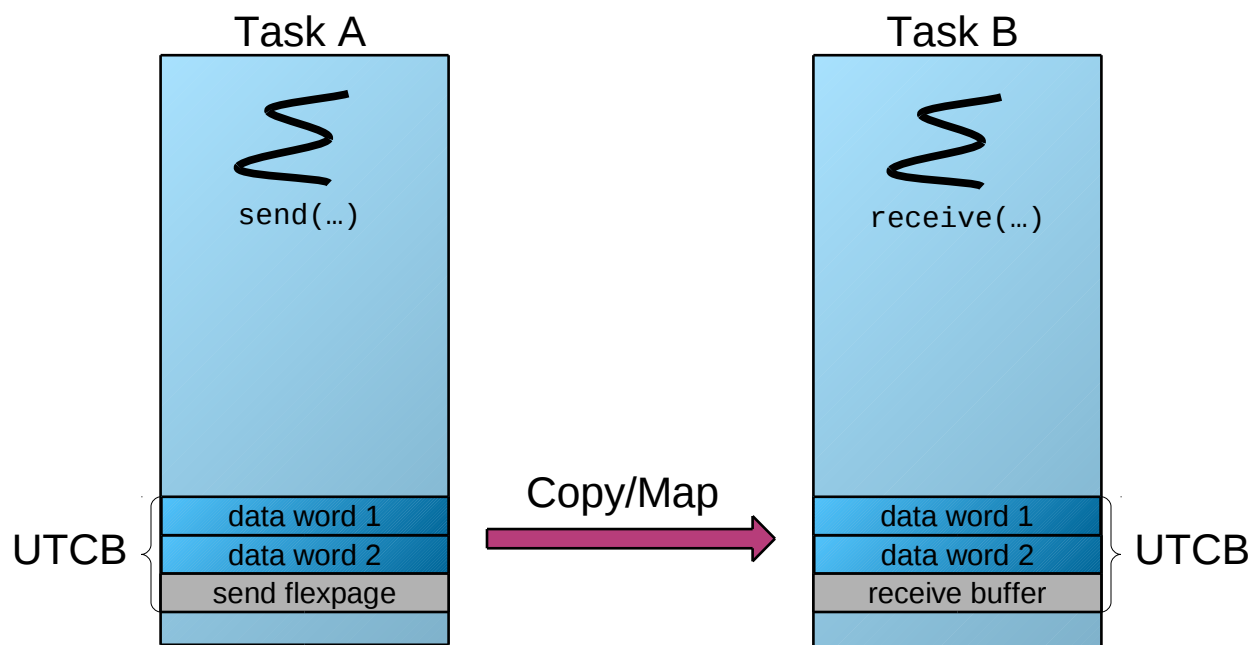 Task A
Task B
send(…)
receive(…)
Copy/Map
UTCB
data word 1
data word 2
send flexpage
data word 1
data word 2
receive buffer
UTCB